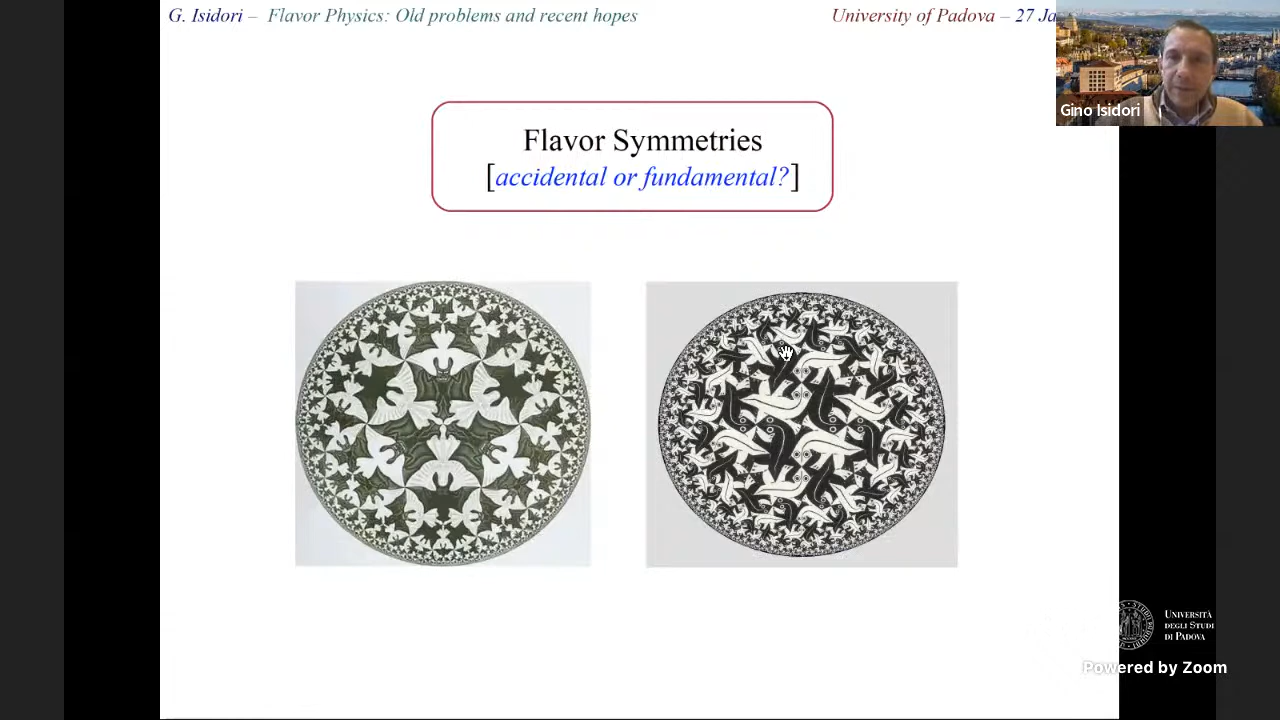 G. Isidori – Flavor Physics: Old problems and recent hopes
University of Padova – 27 Ja
Gino Isidori
Flavor Symmetries
[accidental or fundamental?]
UNIVERSITÀ
DEGLI STUDI
DI PADOVA
Powered by Zoom